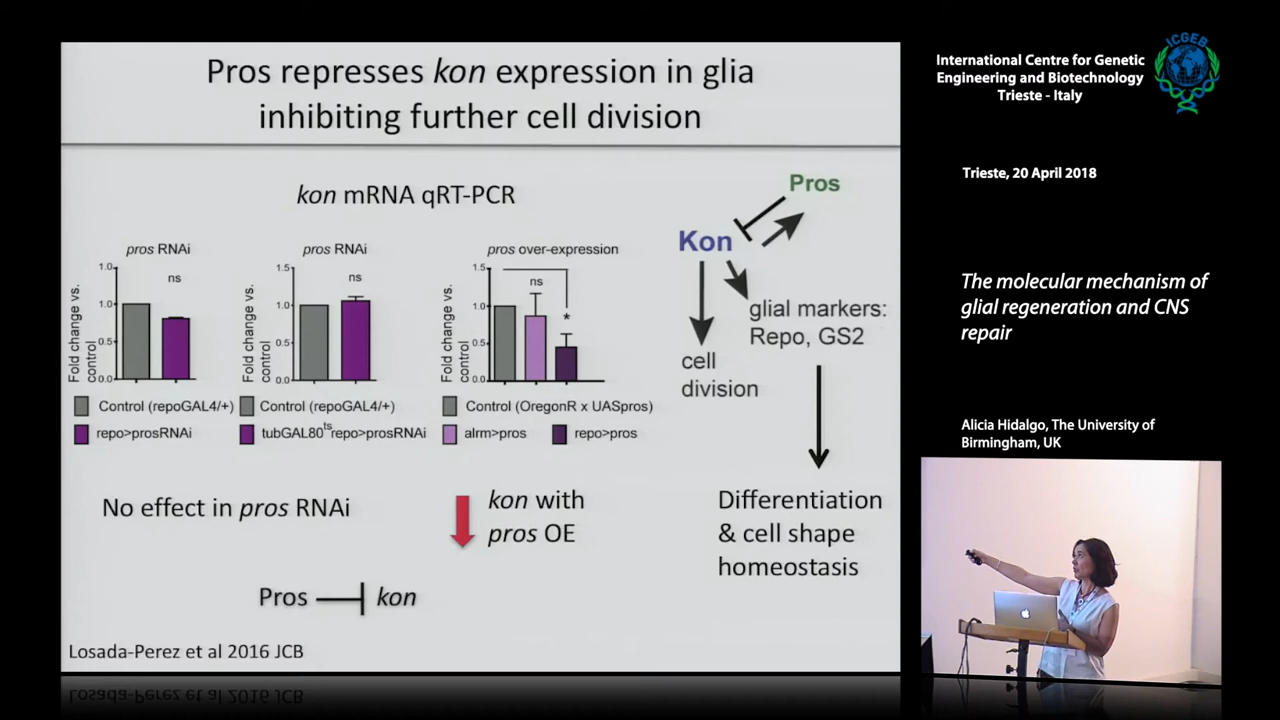 Pros represses kon expression in glia
inhibiting further cell division
kon mRNA qRT-PCR
pros RNAi
ns
Fold change vs.
control
1.0
1.0
0.0
Control (repoGAL4/+)
repo>prosRNAi
pros RNAi
ns
Fold change vs.
control
1.5
1.0
0.5
0.0
Control (repoGAL4/+)
tubGAL80ts repo>prosRNAi
pros over-expression
ns
*
Fold change vs.
control
1.5
1.0
0.5
0.0
Control (OregonR x UASpros)
alrm>pros
repo>pros
No effect in pros RNAi
kon with
pros OE
Pros
kon
Losada-Perez et al 2016 JCB
Pros
Kon
glial markers:
Repo, GS2
cell
division
Differentiation
& cell shape
homeostasis
International Centre for Genetic
Engineering and Biotechnology
Trieste - Italy
ICGEB
Trieste, 20 April 2018
The molecular mechanism of
glial regeneration and CNS
repair
Alicia Hidalgo, The University of
Birmingham, UK